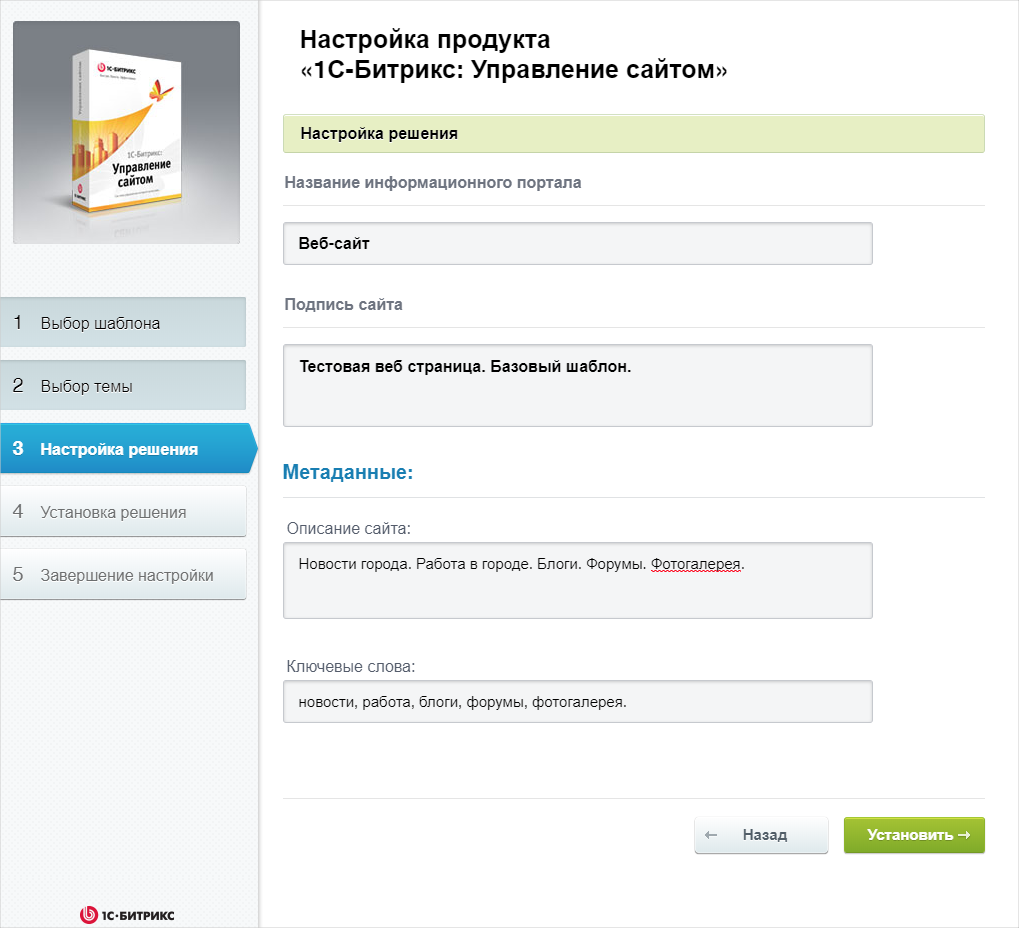 1С-БИТРИКС
1С-Битрикс:
Управление
сайтом
1 Выбор шаблона
2 Выбор темы
3 Настройка решения
4 Установка решения
5 Завершение настройки
1С-БИТРИКС
Настройка продукта
«1С-Битрикс: Управление сайтом»
Настройка решения
Название информационного портала
Веб-сайт
Подпись сайта
Тестовая веб страница. Базовый шаблон.
Метаданные:
Описание сайта:
Новости города. Работа в городе. Блоги. Форумы. Фотогалерея.
Ключевые слова:
новости, работа, блоги, форумы, фотогалерея.
← Назад
Установить →